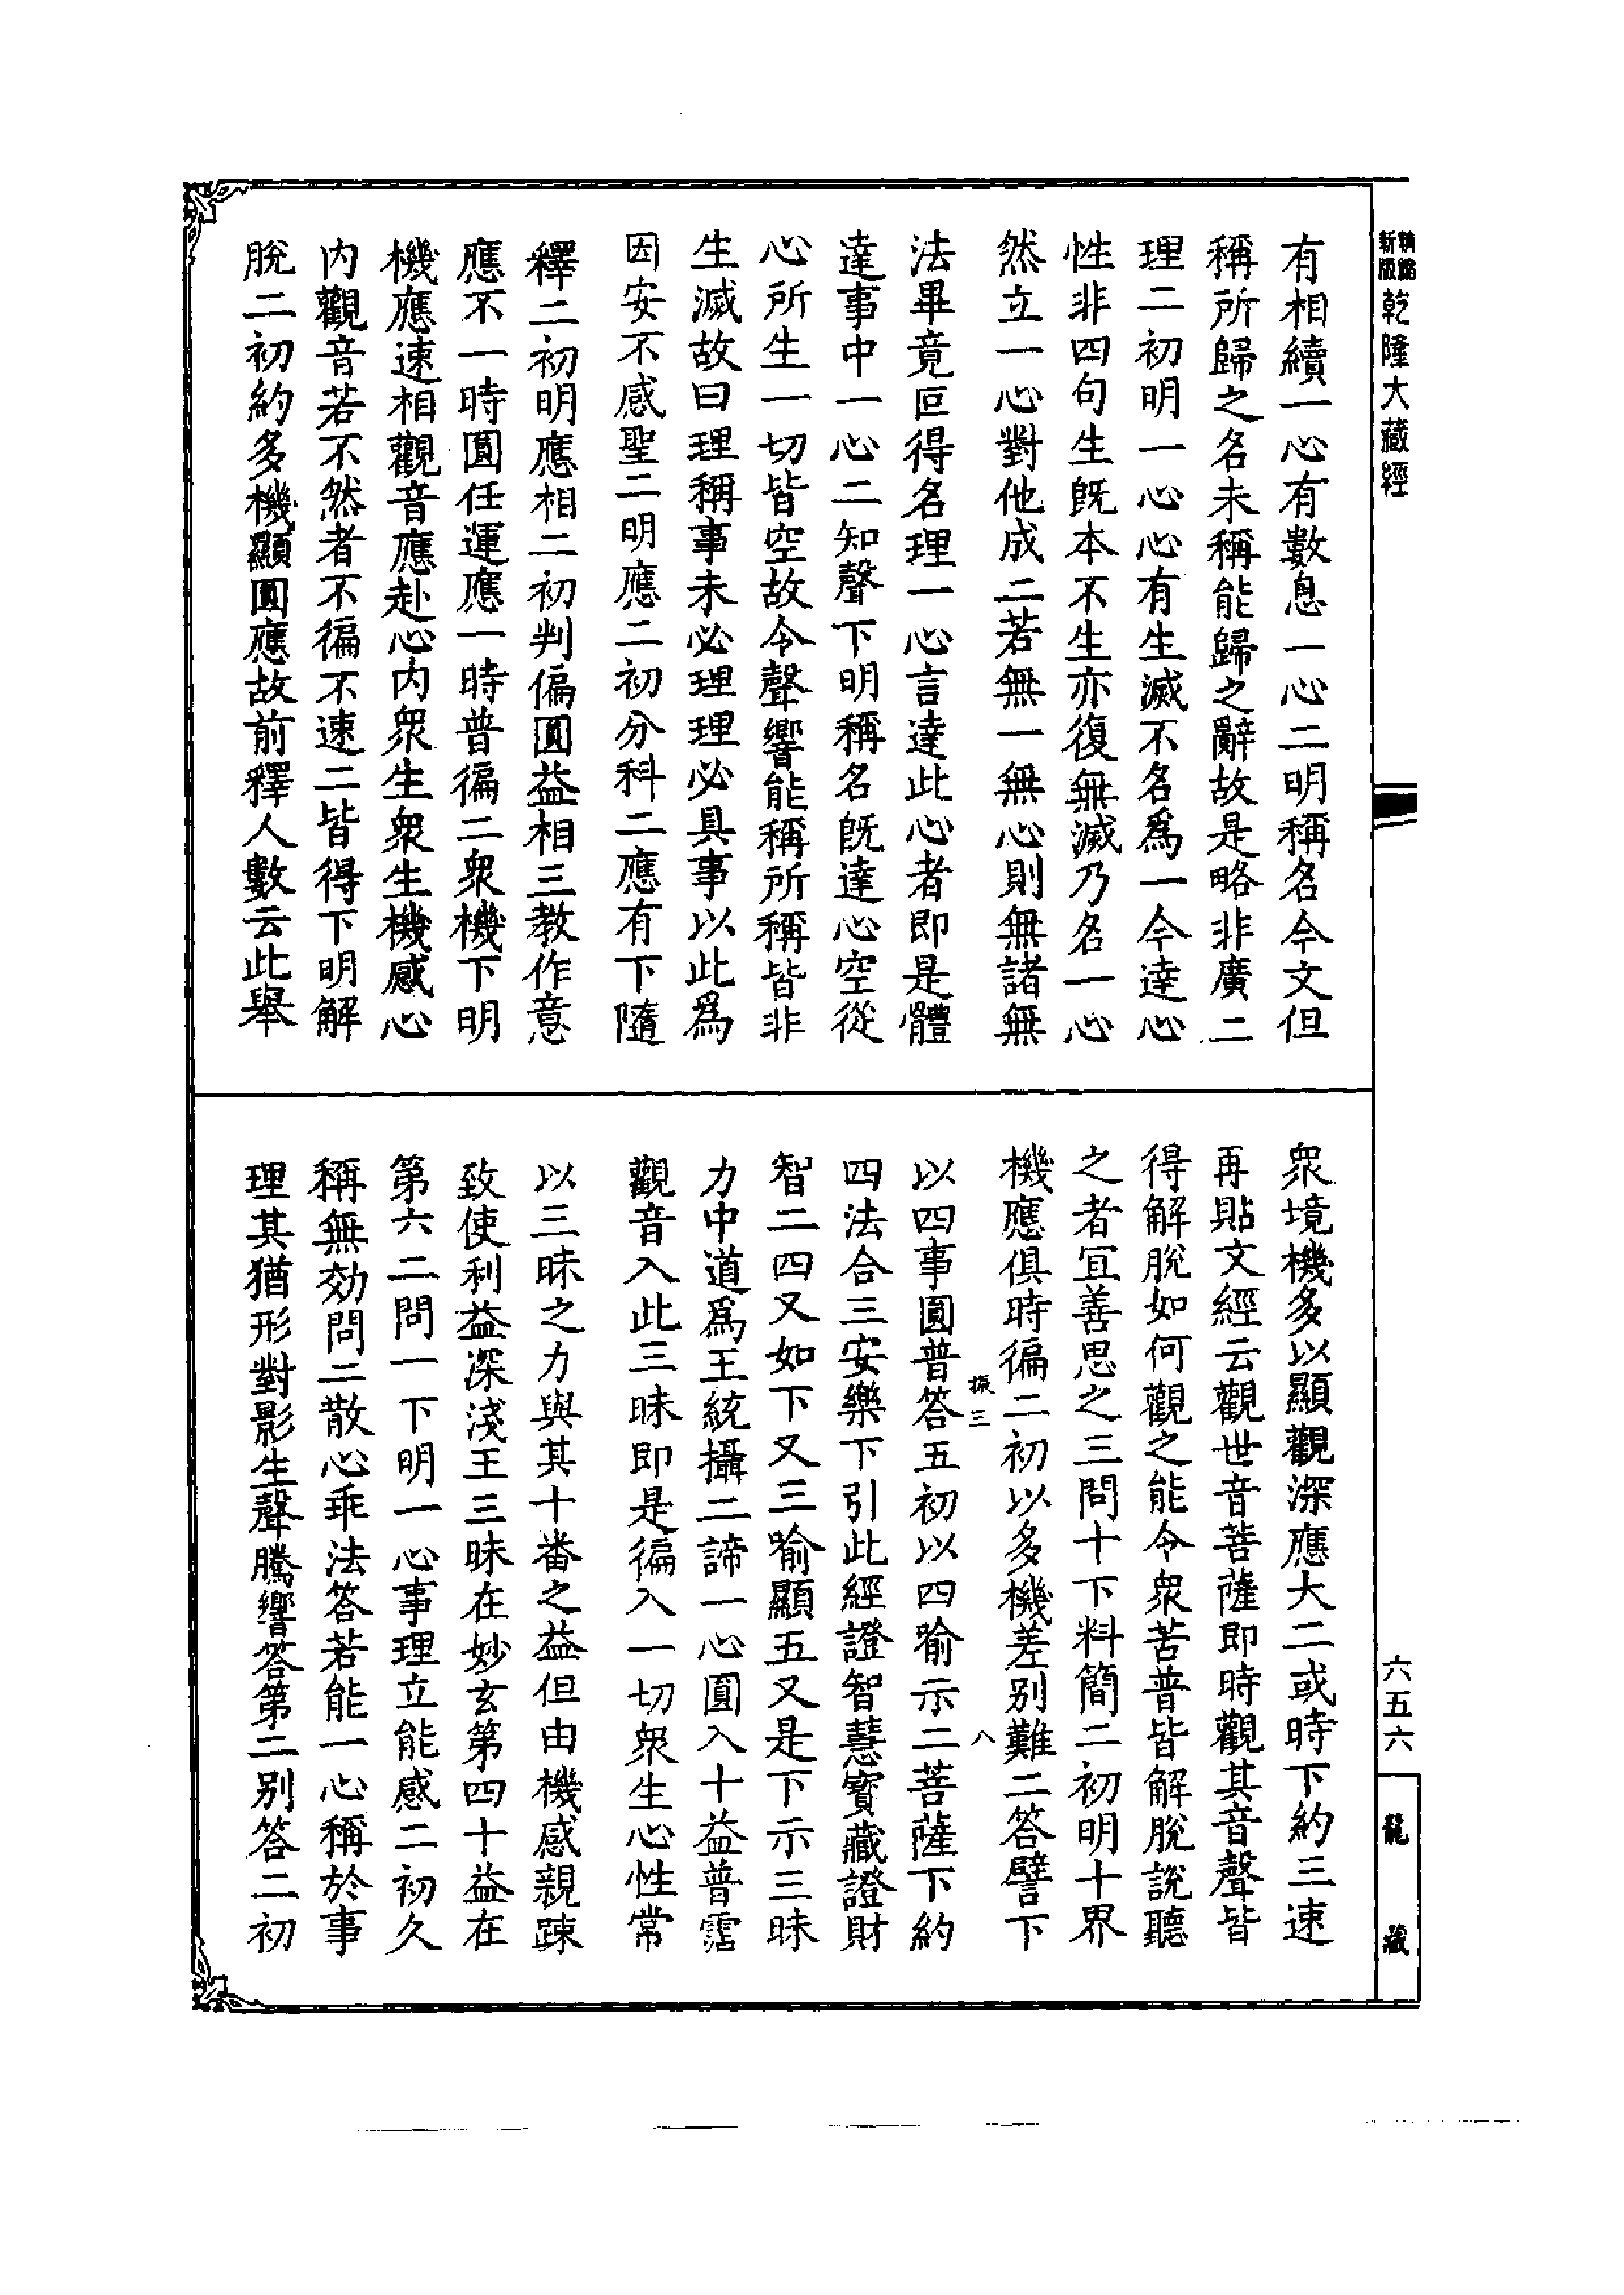 新版
精縮
乾隆大藏經
有相續一心有數息一心二明稱名今文但
稱所歸之名未稱能歸之辭故是略非廣二
理二初明一心心有生滅不名爲一今達心
性非四句生旣本不生亦復無滅乃名一心
然立一心對他成二若無一無心則無諸無
法畢竟叵得名理一心言達此心者即是體
達事中一心二知聲下明稱名旣達心空從
心所生一切皆空故令聲響能稱所稱皆非
生滅故曰理稱事未必理理必具事以此爲
因安不感聖二明應二初分科二應有下隨
釋二初明應相二初判偏圓益相三教作意
應不一時圓任運應一時普徧二衆機下明
機應速相觀音應赴心內衆生衆生機感心
內觀音若不然者不徧不速二皆得下明解
脫二初約多機顯圓應故前釋人數云此舉
衆境機多以顯觀深應大二或時下約三速
再貼文經云觀世音菩薩即時觀其音聲皆
得解脫如何觀之能令衆苦普皆解脫說聽
之者宜善思之三問十下料簡二初明十界
機應俱時徧二初以多機差别難二答譬下
以四事圓普答五初以四喻示二菩薩下約
四法合三安樂下引此經證智慧寶藏證財
智二四又如下又三喻顯五又是下示三昧
力中道爲王統攝二諦一心圓入十益普霑
觀音入此三昧即是徧入一切衆生心性常
以三昧之力與其十番之益但由機感親踈
致使利益深淺王三昧在妙玄第四十益在
第六二問一下明一心事理立能感二初久
稱無効問二散心乖法答若能一心稱於事
理其猶形對影生聲騰響答第二别答二初
振三
八
六五六
龍藏